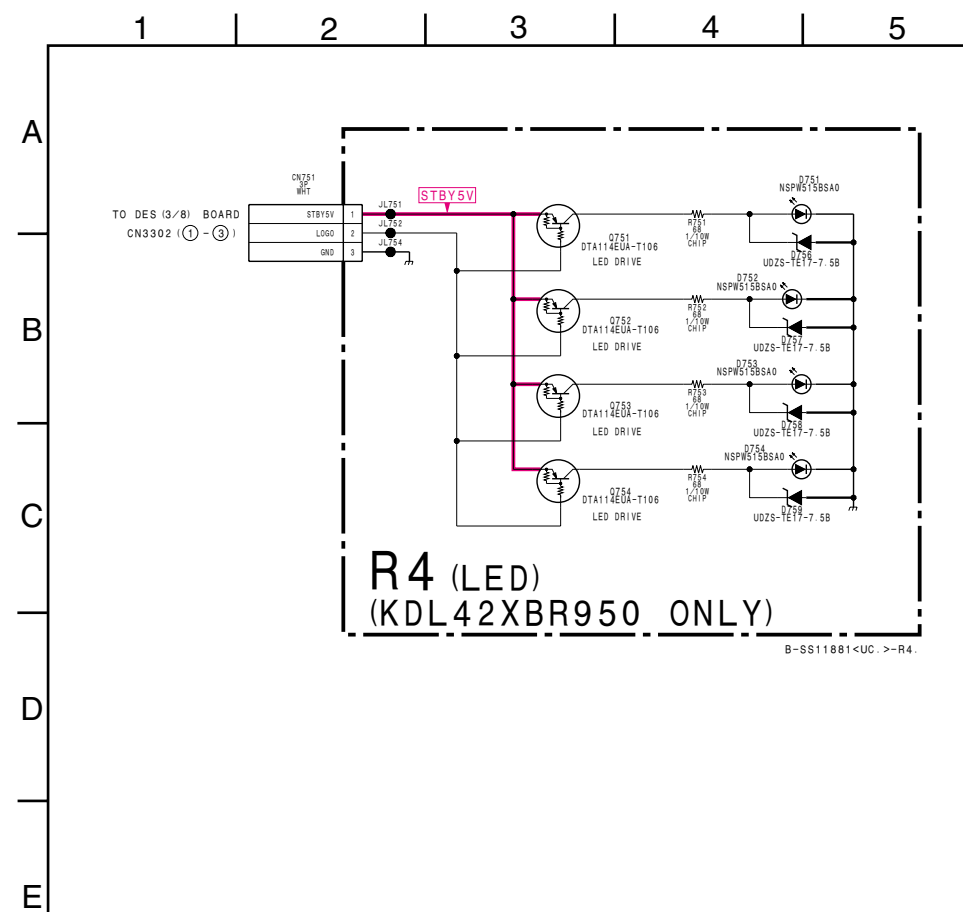 1 2 3 4 5
A
B
C
D
E
CN751
3P
WHT
TO DES (3/8) BOARD
CN3302 (① - ③)
STBY5V 1
LOGO 2
GND 3
JL751
JL752
JL754
STBY5V
Q751
DTA114EUA-T106
LED DRIVE
R751
68
1/10W
CHIP
D751
NSPW515BSA0
D756
UDZS-TE17-7.5B
Q752
DTA114EUA-T106
LED DRIVE
R752
68
1/10W
CHIP
D752
NSPW515BSA0
D757
UDZS-TE17-7.5B
Q753
DTA114EUA-T106
LED DRIVE
R753
68
1/10W
CHIP
D753
NSPW515BSA0
D758
UDZS-TE17-7.5B
Q754
DTA114EUA-T106
LED DRIVE
R754
68
1/10W
CHIP
D754
NSPW515BSA0
D759
UDZS-TE17-7.5B
R4 (LED)
(KDL42XBR950 ONLY)
B-SS11881<UC.>-R4.